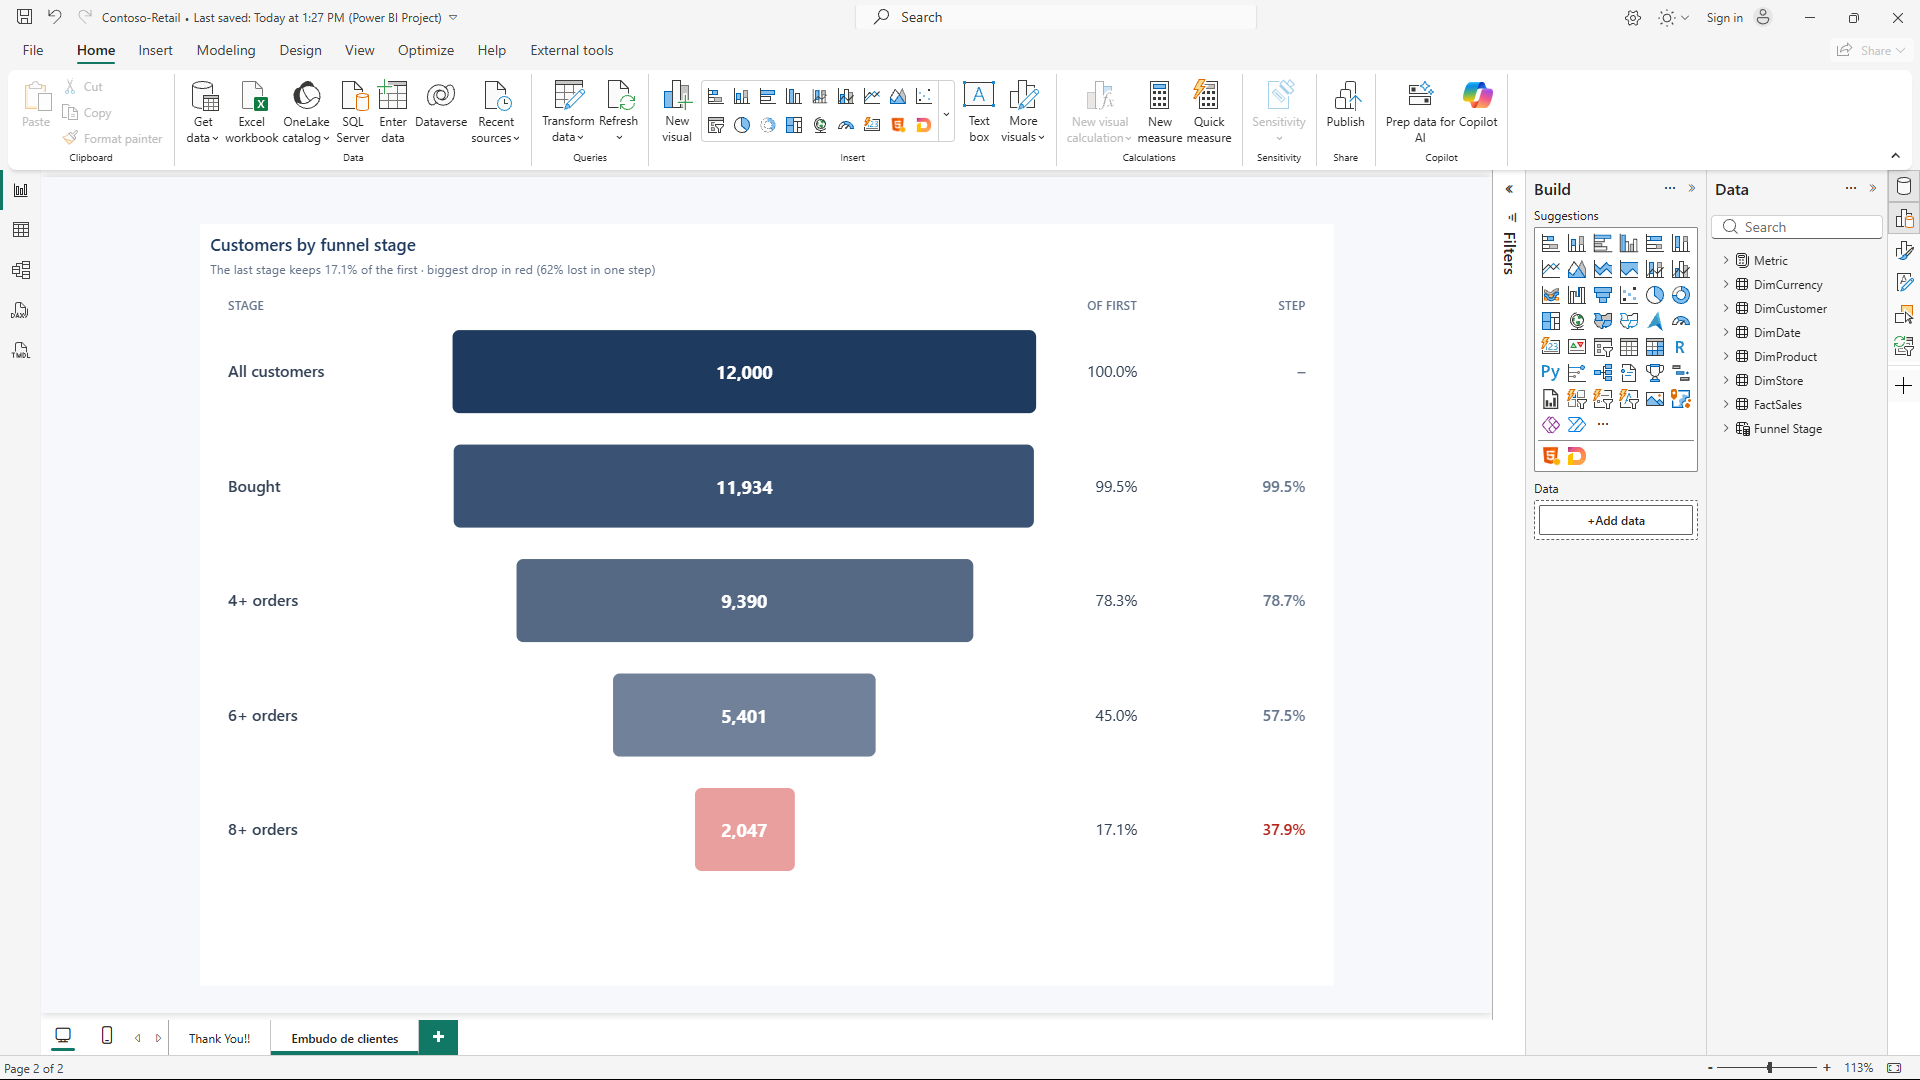 Contoso-Retail • Last saved: Today at 1:27 PM (Power BI Project)
Search
Sign in
File
Home
Insert
Modeling
Design
View
Optimize
Help
External tools
Share
Paste
Cut
Copy
Format painter
Clipboard
Get data
Excel workbook
OneLake catalog
SQL Server
Enter data
Dataverse
Recent sources
Data
Transform data
Refresh
Queries
New visual
Text box
More visuals
Insert
New visual calculation
New measure
Quick measure
Calculations
Sensitivity
Sensitivity
Publish
Share
Prep data for AI
Copilot
Copilot
DAX
TMDL
Customers by funnel stage
The last stage keeps 17.1% of the first · biggest drop in red (62% lost in one step)
STAGE OF FIRST STEP
All customers 12,000 100.0% –
Bought 11,934 99.5% 99.5%
4+ orders 9,390 78.3% 78.7%
6+ orders 5,401 45.0% 57.5%
8+ orders 2,047 17.1% 37.9%
Filters
Build
Suggestions
123
R
Py
Data
+Add data
Data
Search
Metric
DimCurrency
DimCustomer
DimDate
DimProduct
DimStore
FactSales
Funnel Stage
Thank You!!
Embudo de clientes
+
Page 2 of 2
- + 113%